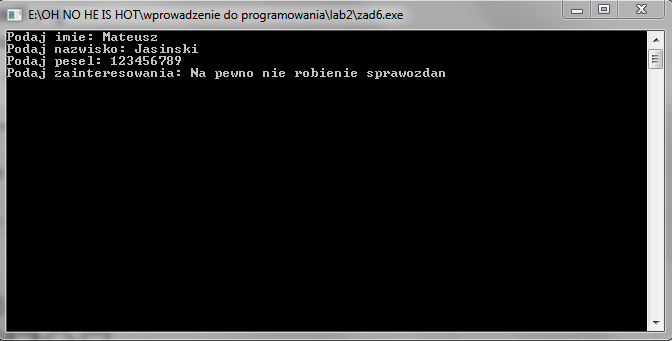 E:\OH NO HE IS HOT\wprowadzenie do programowania\lab2\zad6.exe
Podaj imie: Mateusz
Podaj nazwisko: Jasinski
Podaj pesel: 123456789
Podaj zainteresowania: Na pewno nie robienie sprawozdan